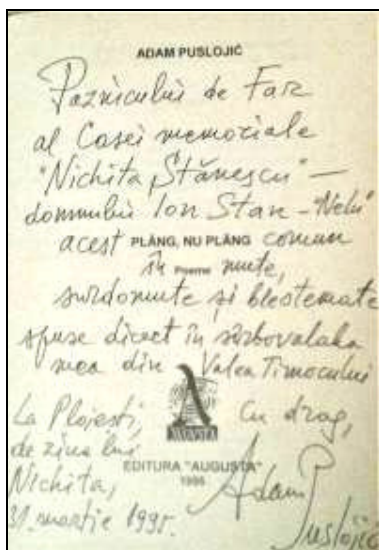 ADAM PUSLOJIĆ
Paznicului de Far
al Casei memoriale
"Nichita Stănescu" –
domnului Ion Stan - "Nelu"
acest PLÂNG, NU PLÂNG comun
în Poeme mute,
surdomute și blestemate
spuse direct în sârbovalaha
mea din Valea Timocului
La Ploiești,
de ziua lui
Nichita,
31. martie 1995.
Cu drag,
Adam
Puslojić
AUGUSTA
EDITURA "AUGUSTA"